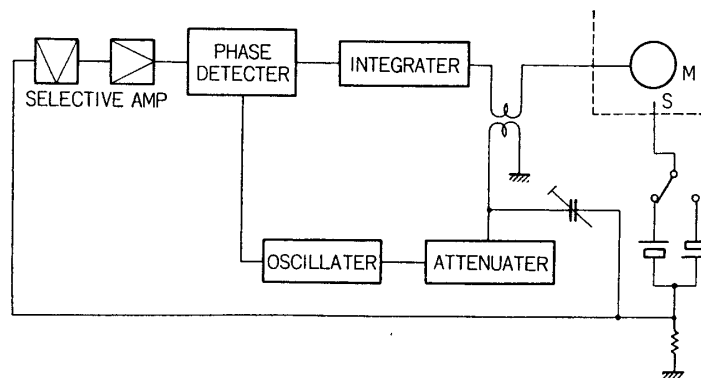 PHASE
DETECTER
INTEGRATER
M
S
SELECTIVE AMP
OSCILLATER
ATTENUATER